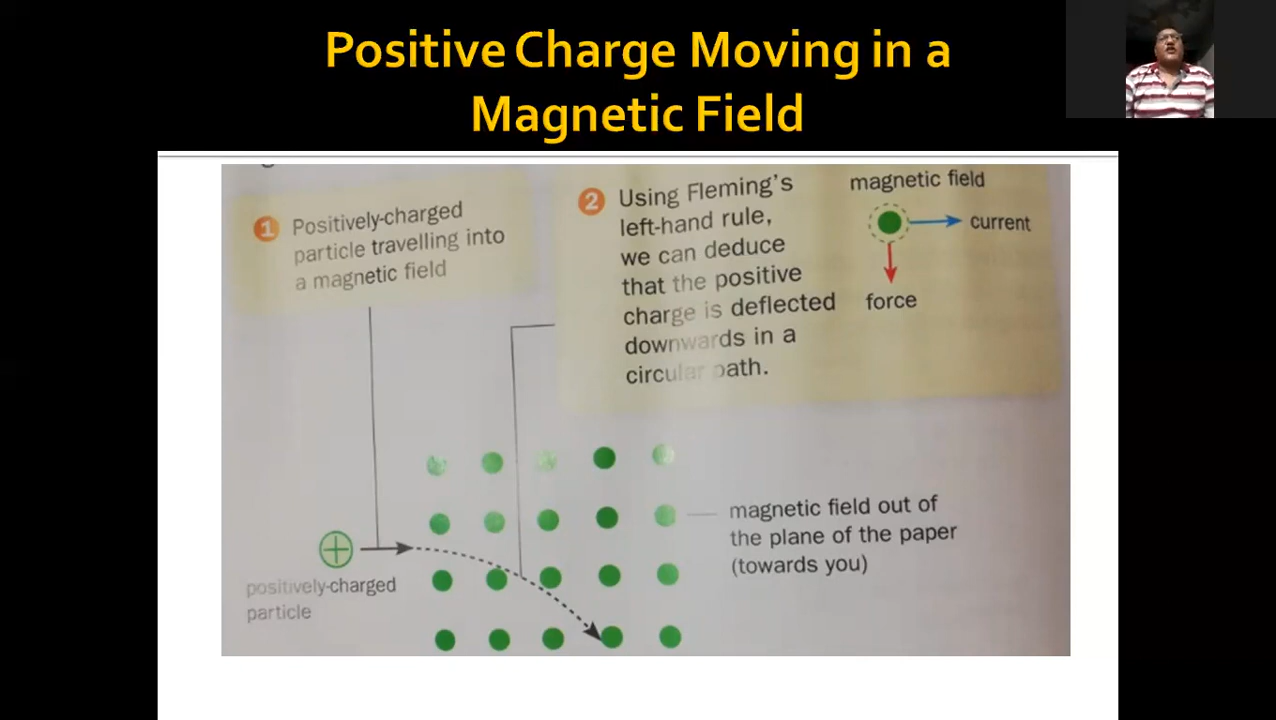 Positive Charge Moving in a
Magnetic Field
1 Positively-charged
particle travelling into
a magnetic field
2 Using Fleming's
left-hand rule,
we can deduce
that the positive
charge is deflected
downwards in a
circular path.
magnetic field
current
force
positively-charged
particle
magnetic field out of
the plane of the paper
(towards you)